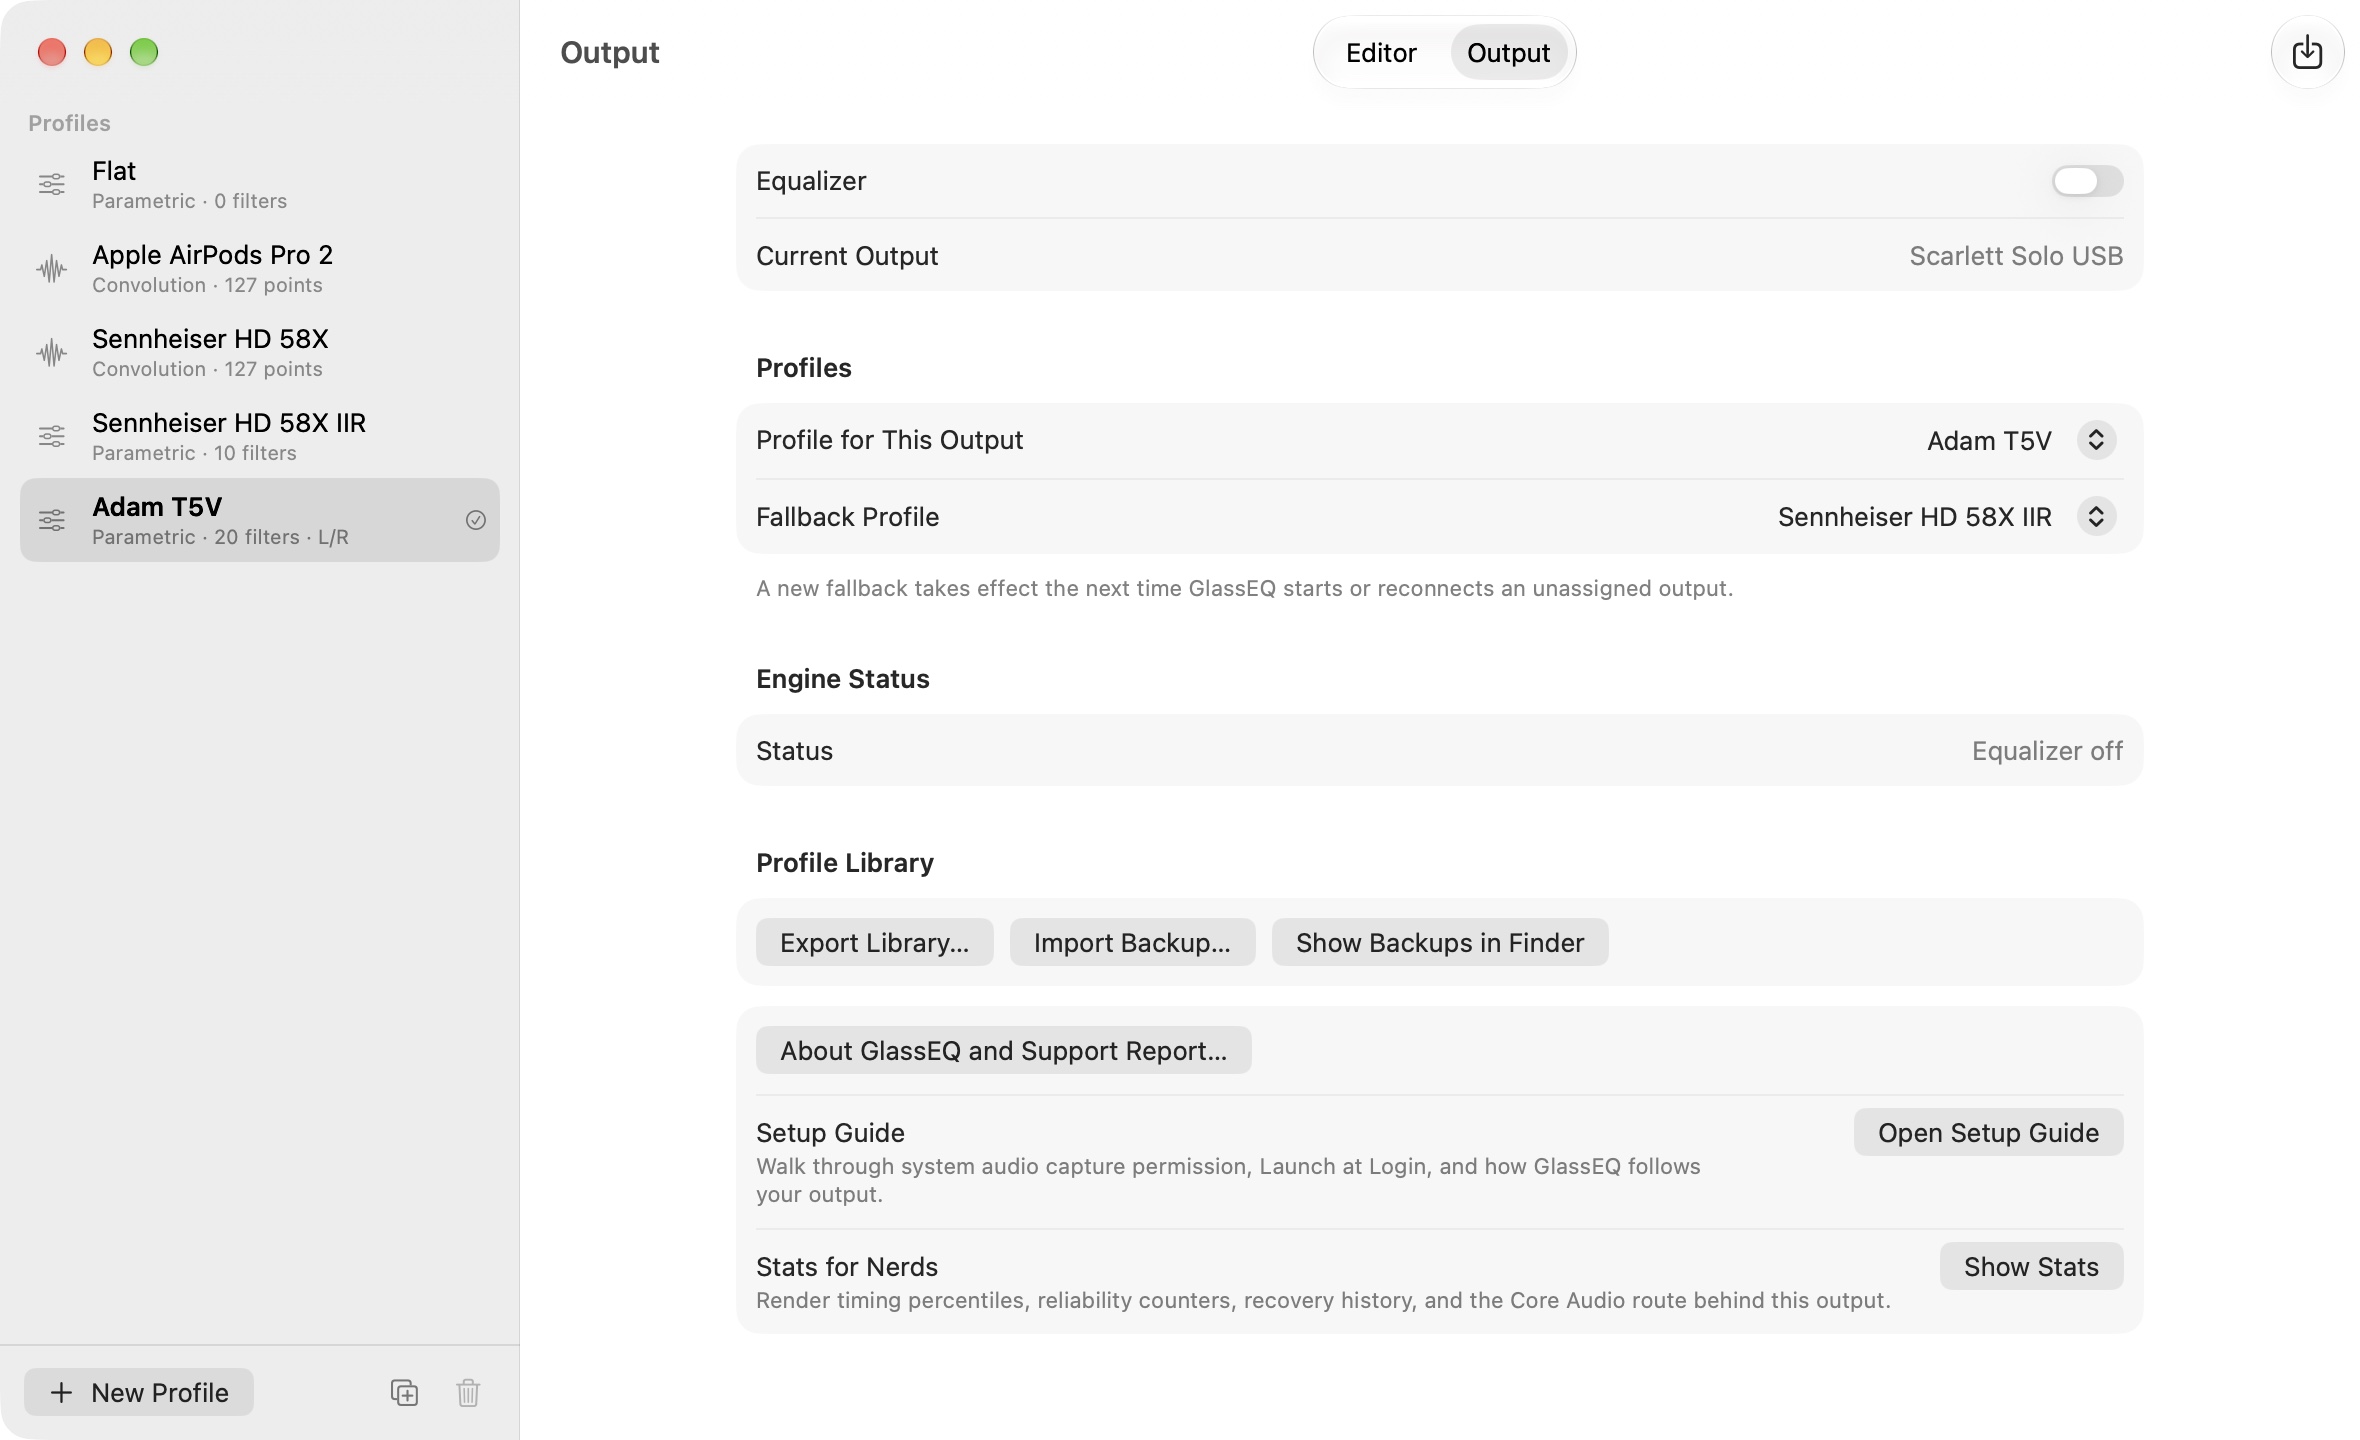 Output
Editor
Output
Profiles
Flat
Parametric · 0 filters
Apple AirPods Pro 2
Convolution · 127 points
Sennheiser HD 58X
Convolution · 127 points
Sennheiser HD 58X IIR
Parametric · 10 filters
Adam T5V
Parametric · 20 filters · L/R
New Profile
Equalizer
Current Output
Scarlett Solo USB
Profiles
Profile for This Output
Adam T5V
Fallback Profile
Sennheiser HD 58X IIR
A new fallback takes effect the next time GlassEQ starts or reconnects an unassigned output.
Engine Status
Status
Equalizer off
Profile Library
Export Library...
Import Backup...
Show Backups in Finder
About GlassEQ and Support Report...
Setup Guide
Open Setup Guide
Walk through system audio capture permission, Launch at Login, and how GlassEQ follows
your output.
Stats for Nerds
Show Stats
Render timing percentiles, reliability counters, recovery history, and the Core Audio route behind this output.